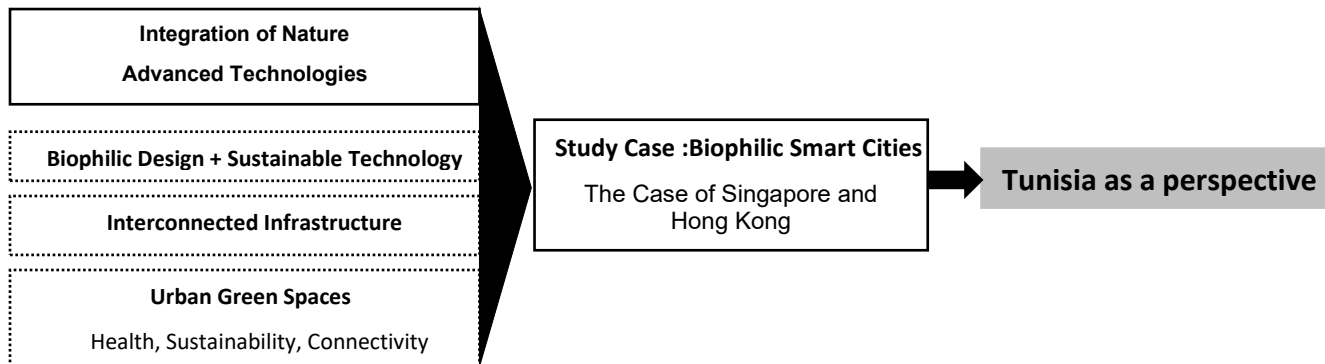 Integration of Nature
Advanced Technologies
Biophilic Design + Sustainable Technology
Interconnected Infrastructure
Urban Green Spaces
Health, Sustainability, Connectivity
Study Case :Biophilic Smart Cities
The Case of Singapore and
Hong Kong
Tunisia as a perspective